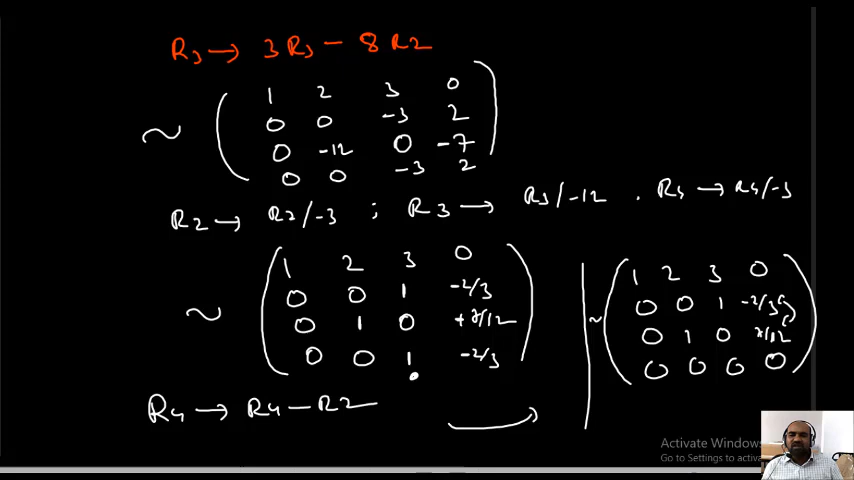 R3 → 3R3 - 8R2
~ ( 1 2 3 0
0 0 -3 2
0 -12 0 -7
0 0 -3 2 )
R2 → R2/-3 ; R3 → R3/-12 , R4 → R4/-3
~ ( 1 2 3 0
0 0 1 -2/3
0 1 0 +7/12
0 0 1 -2/3 )
~ ( 1 2 3 0
0 0 1 -2/3
0 1 0 7/12
0 0 0 0 )
R4 → R4 - R2
Activate Windows
Go to Settings to activa